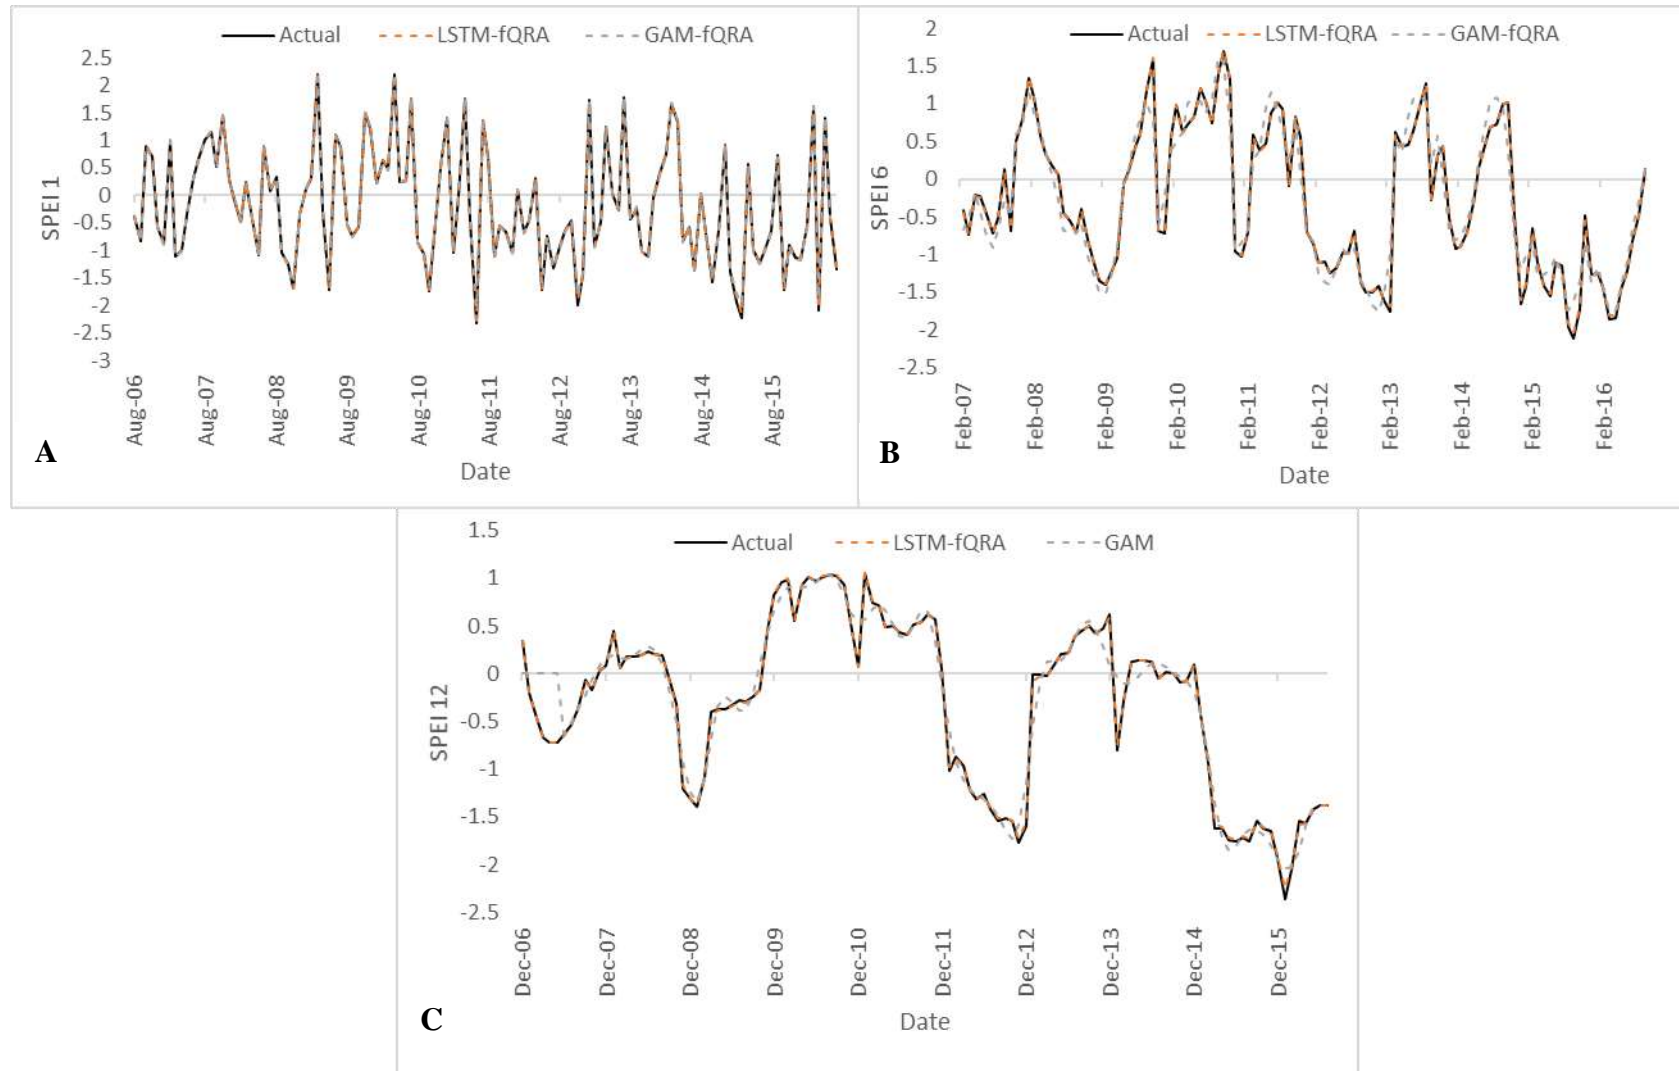 Actual LSTM-fQRA GAM-fQRA
2.5
2
1.5
1
0.5
0
-0.5
-1
-1.5
-2
-2.5
-3
SPEI 1
Aug-06 Aug-07 Aug-08 Aug-09 Aug-10 Aug-11 Aug-12 Aug-13 Aug-14 Aug-15
A
Date
Actual LSTM-fQRA GAM-fQRA
2
1.5
1
0.5
0
-0.5
-1
-1.5
-2
-2.5
SPEI 6
Feb-07 Feb-08 Feb-09 Feb-10 Feb-11 Feb-12 Feb-13 Feb-14 Feb-15 Feb-16
B
Date
Actual LSTM-fQRA GAM
1.5
1
0.5
0
-0.5
-1
-1.5
-2
-2.5
SPEI 12
Dec-06 Dec-07 Dec-08 Dec-09 Dec-10 Dec-11 Dec-12 Dec-13 Dec-14 Dec-15
C
Date